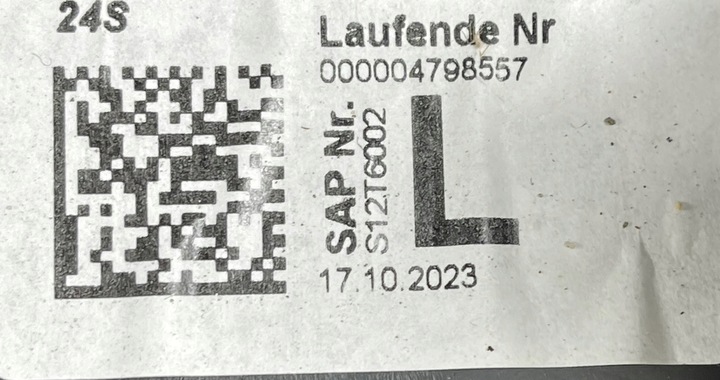 24S
Laufende Nr
000004798557
SAP Nr.
S12T6002
L
17.10.2023